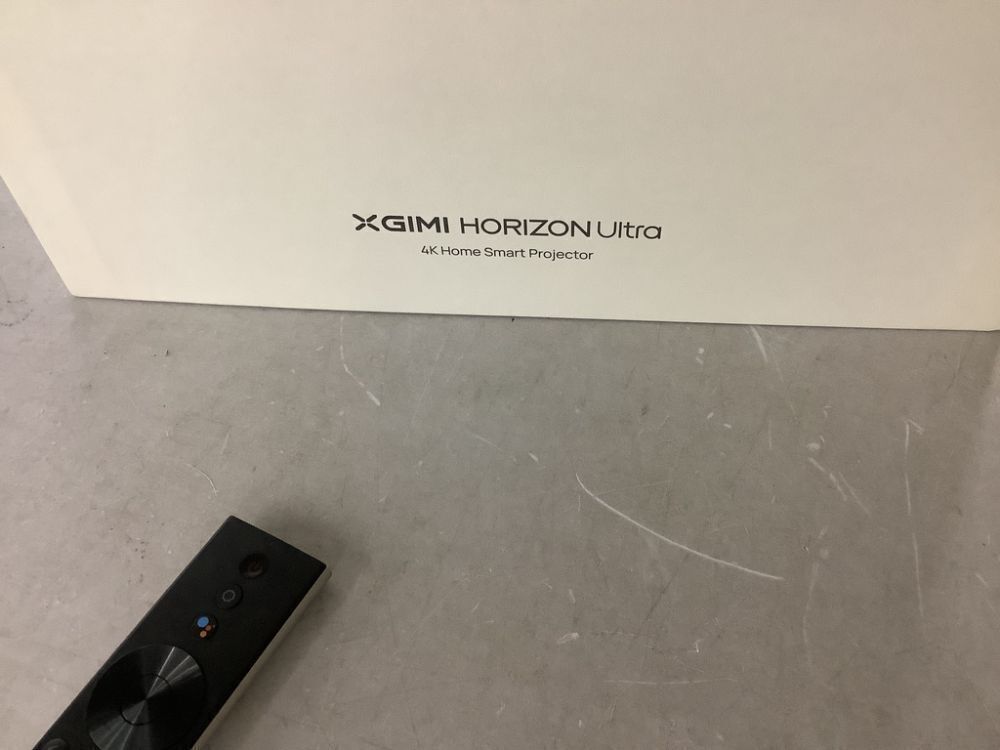 XGIMI HORIZON Ultra
4K Home Smart Projector